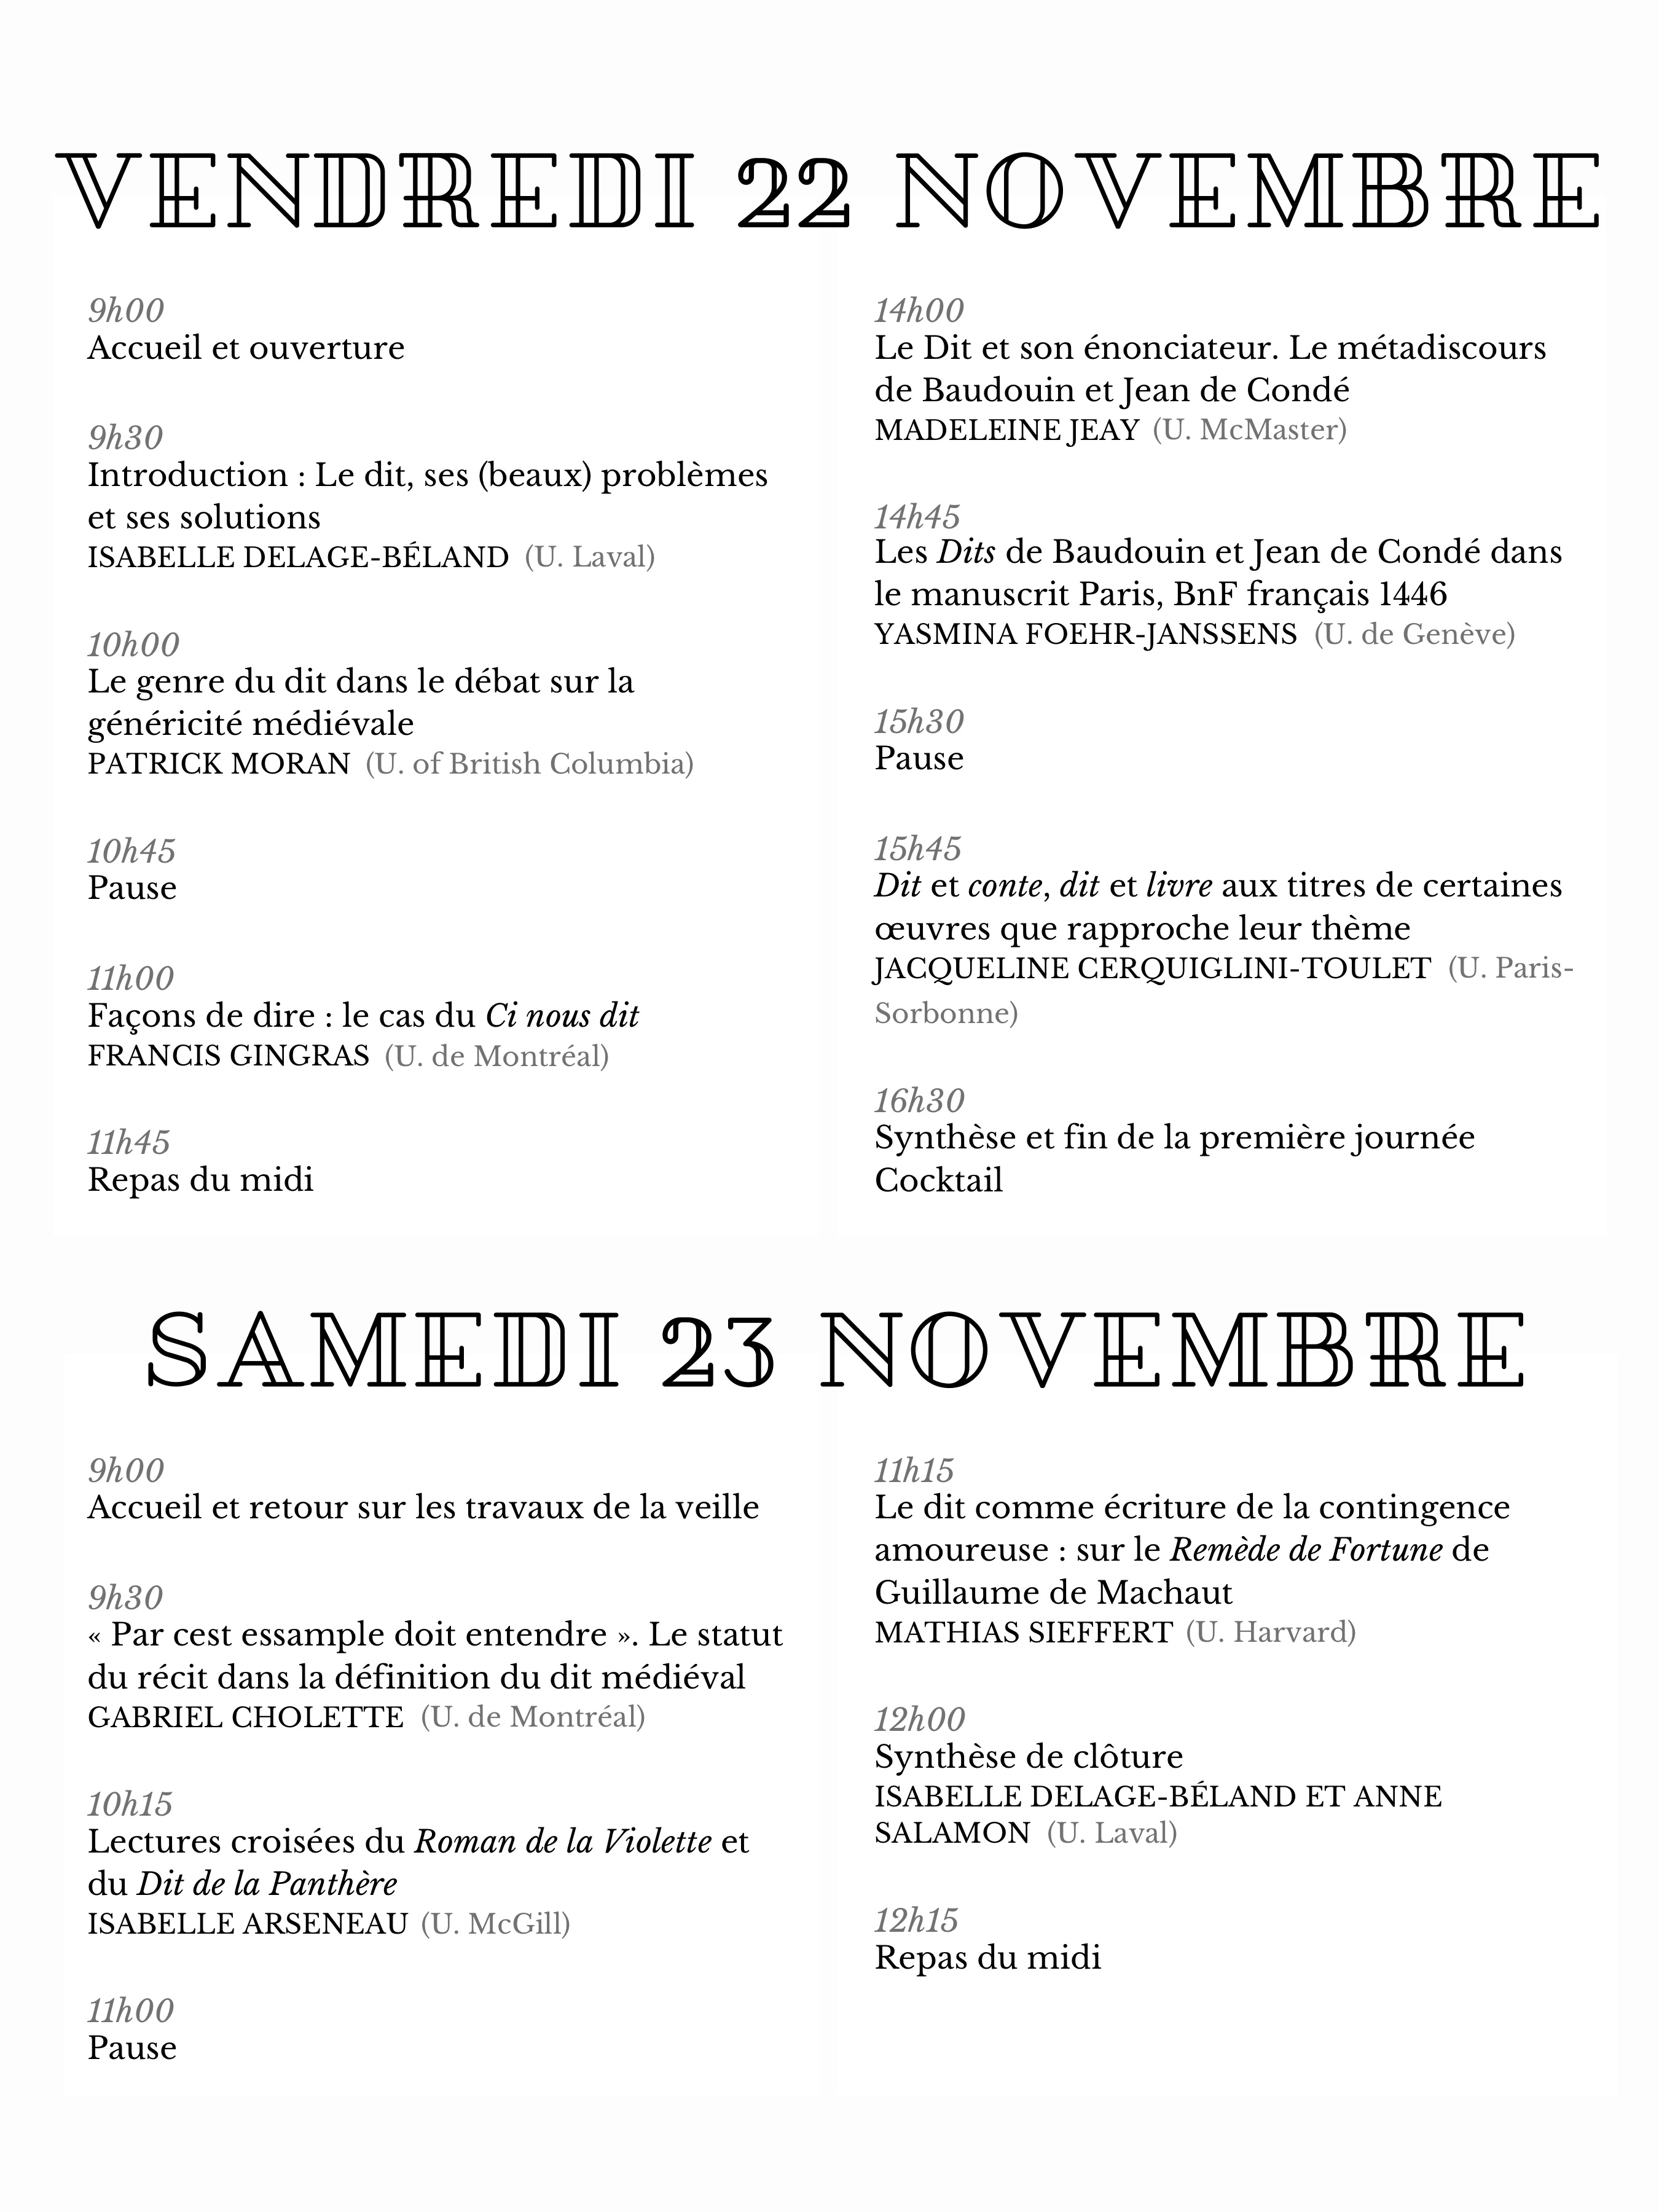 VENDREDI 22 NOVEMBRE
9h00
Accueil et ouverture
9h30
Introduction : Le dit, ses (beaux) problèmes
et ses solutions
ISABELLE DELAGE-BÉLAND (U. Laval)
10h00
Le genre du dit dans le débat sur la
généricité médiévale
PATRICK MORAN (U. of British Columbia)
10h45
Pause
11h00
Façons de dire : le cas du Ci nous dit
FRANCIS GINGRAS (U. de Montréal)
11h45
Repas du midi
14h00
Le Dit et son énonciateur. Le métadiscours
de Baudouin et Jean de Condé
MADELEINE JEAY (U. McMaster)
14h45
Les Dits de Baudouin et Jean de Condé dans
le manuscrit Paris, BnF français 1446
YASMINA FOEHR-JANSSENS (U. de Genève)
15h30
Pause
15h45
Dit et conte, dit et livre aux titres de certaines
œuvres que rapproche leur thème
JACQUELINE CERQUIGLINI-TOULET (U. Paris-
Sorbonne)
16h30
Synthèse et fin de la première journée
Cocktail
SAMEDI 23 NOVEMBRE
9h00
Accueil et retour sur les travaux de la veille
9h30
« Par cest essample doit entendre ». Le statut
du récit dans la définition du dit médiéval
GABRIEL CHOLETTE (U. de Montréal)
10h15
Lectures croisées du Roman de la Violette et
du Dit de la Panthère
ISABELLE ARSENEAU (U. McGill)
11h00
Pause
11h15
Le dit comme écriture de la contingence
amoureuse : sur le Remède de Fortune de
Guillaume de Machaut
MATHIAS SIEFFERT (U. Harvard)
12h00
Synthèse de clôture
ISABELLE DELAGE-BÉLAND ET ANNE
SALAMON (U. Laval)
12h15
Repas du midi